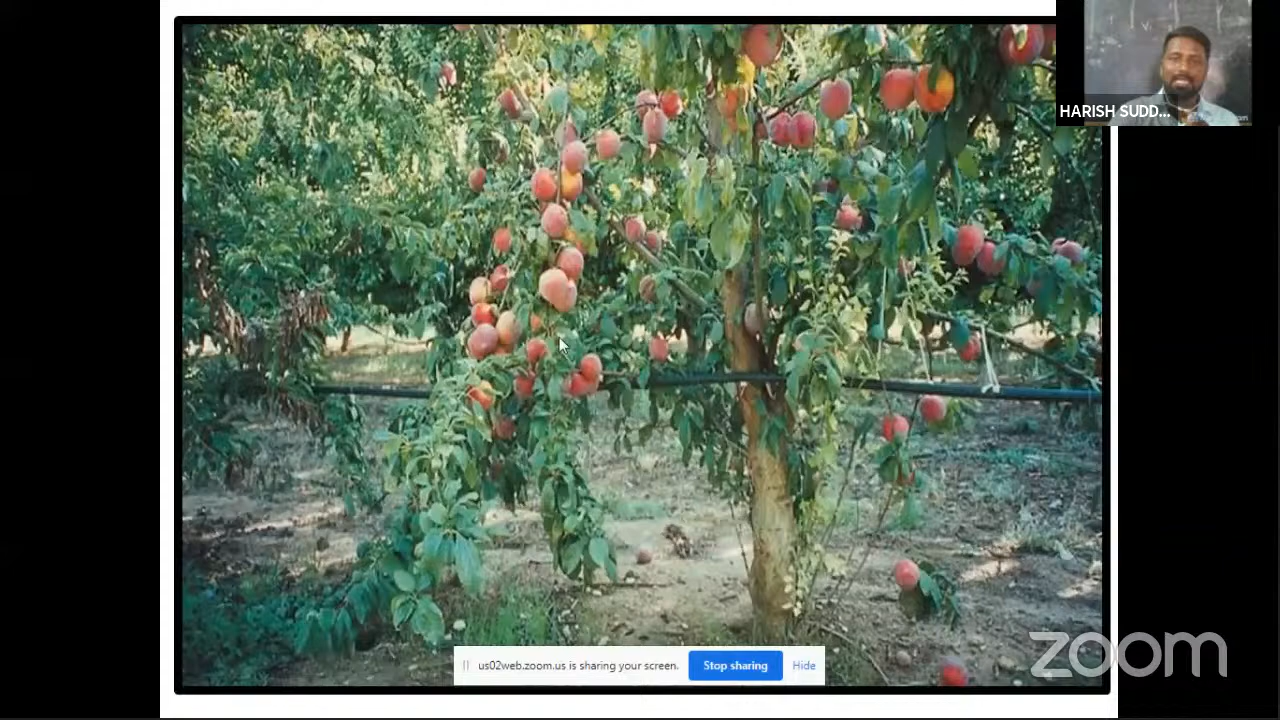 HARISH SUDD...
us02web.zoom.us is sharing your screen.
Stop sharing
Hide
zoom